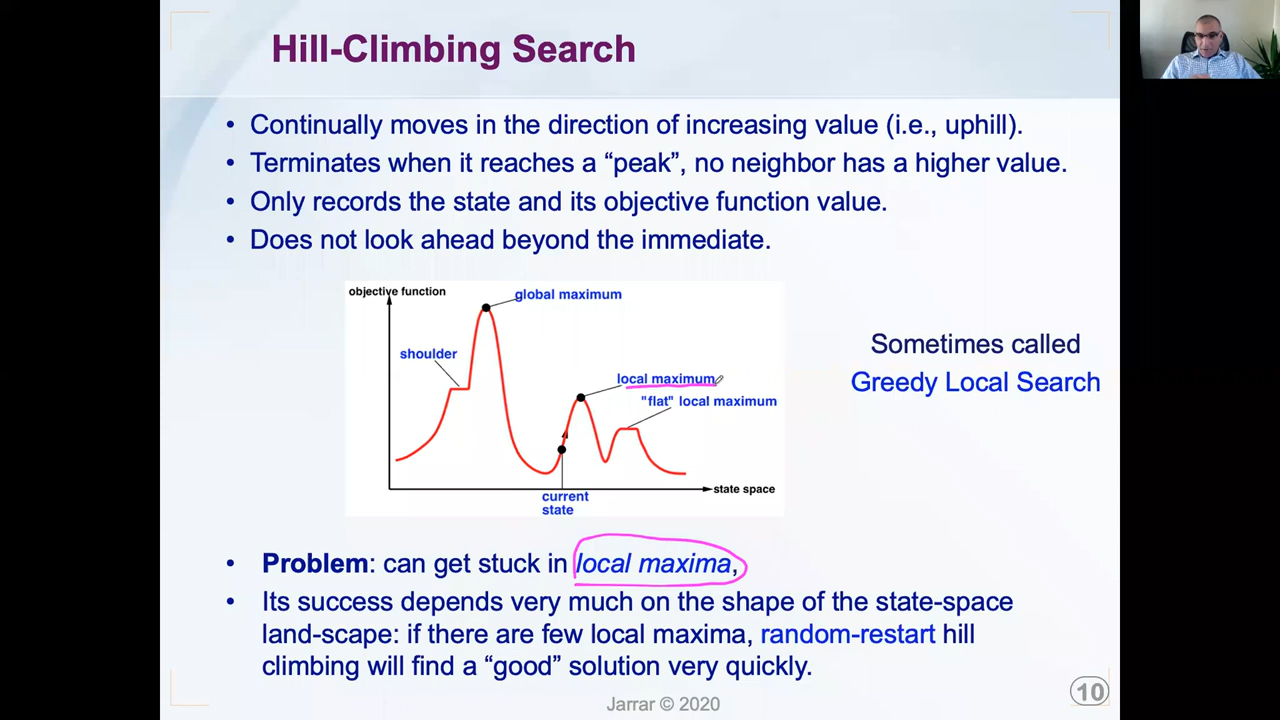 Hill-Climbing Search
• Continually moves in the direction of increasing value (i.e., uphill).
• Terminates when it reaches a “peak”, no neighbor has a higher value.
• Only records the state and its objective function value.
• Does not look ahead beyond the immediate.
objective function
global maximum
shoulder
local maximum
"flat" local maximum
current
state
state space
Sometimes called
Greedy Local Search
• Problem: can get stuck in local maxima,
• Its success depends very much on the shape of the state-space
land-scape: if there are few local maxima, random-restart hill
climbing will find a “good” solution very quickly.
Jarrar © 2020
10